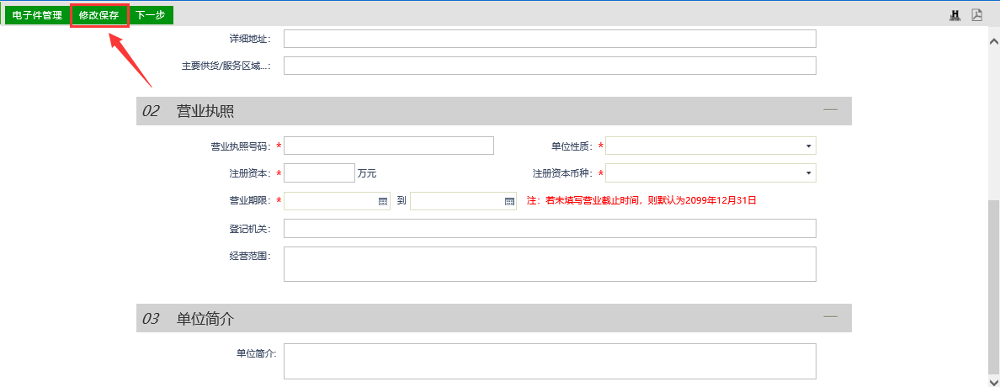 电子件管理 修改保存 下一步
详细地址：
主要供货/服务区域...：
02 营业执照
营业执照号码：* 单位性质：*
注册资本：* 万元 注册资本币种：*
营业期限：* 到 注：若未填写营业截止时间，则默认为2099年12月31日
登记机关：
经营范围：
03 单位简介
单位简介: